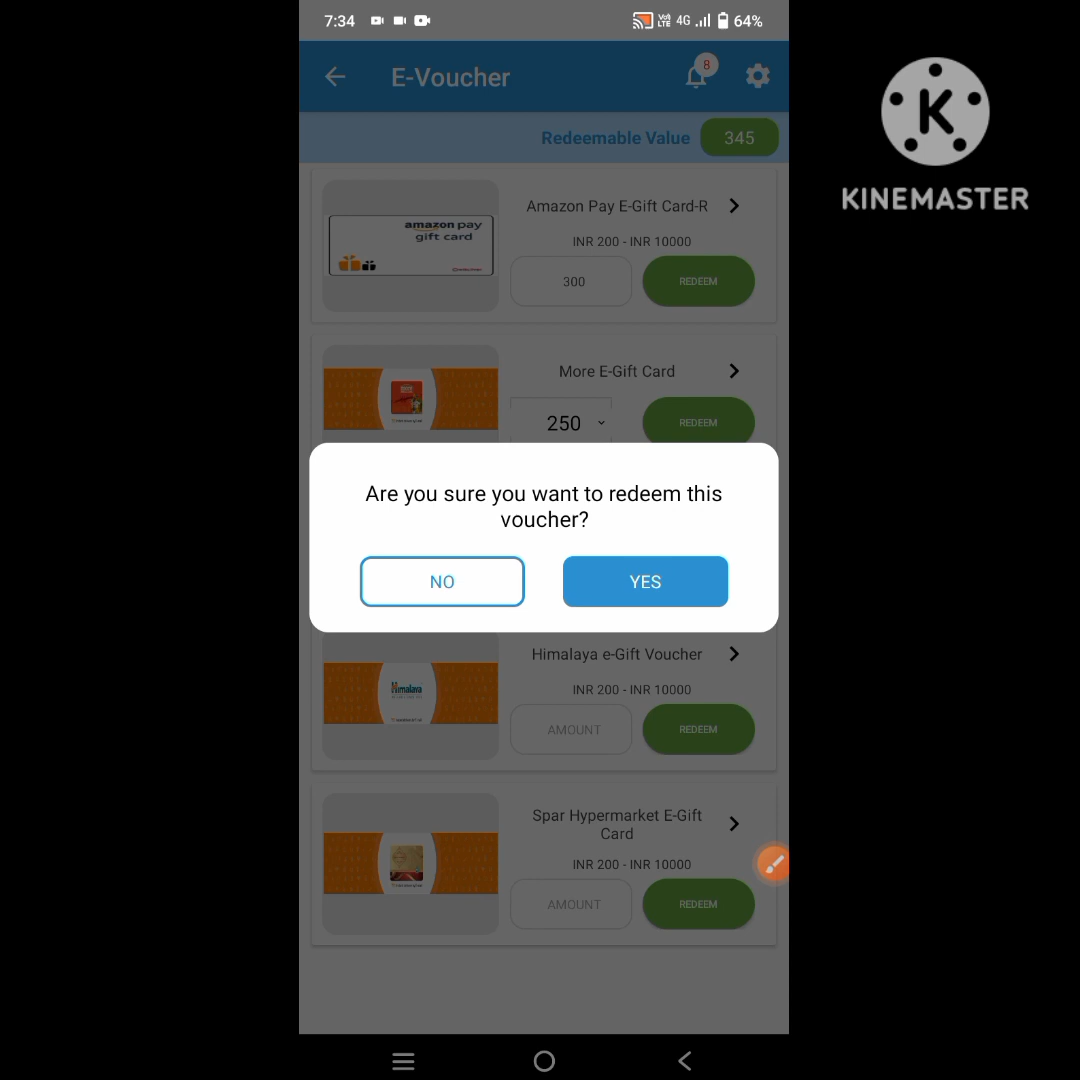 7:34
Vo) LTE 4G 64%
K
KINEMASTER
E-Voucher
8
Redeemable Value 345
amazon pay
gift card
Amazon Pay E-Gift Card-R
INR 200 - INR 10000
300 REDEEM
More E-Gift Card
250 REDEEM
Are you sure you want to redeem this
voucher?
NO YES
Himalaya
Himalaya e-Gift Voucher
INR 200 - INR 10000
AMOUNT REDEEM
Spar Hypermarket E-Gift
Card
INR 200 - INR 10000
AMOUNT REDEEM